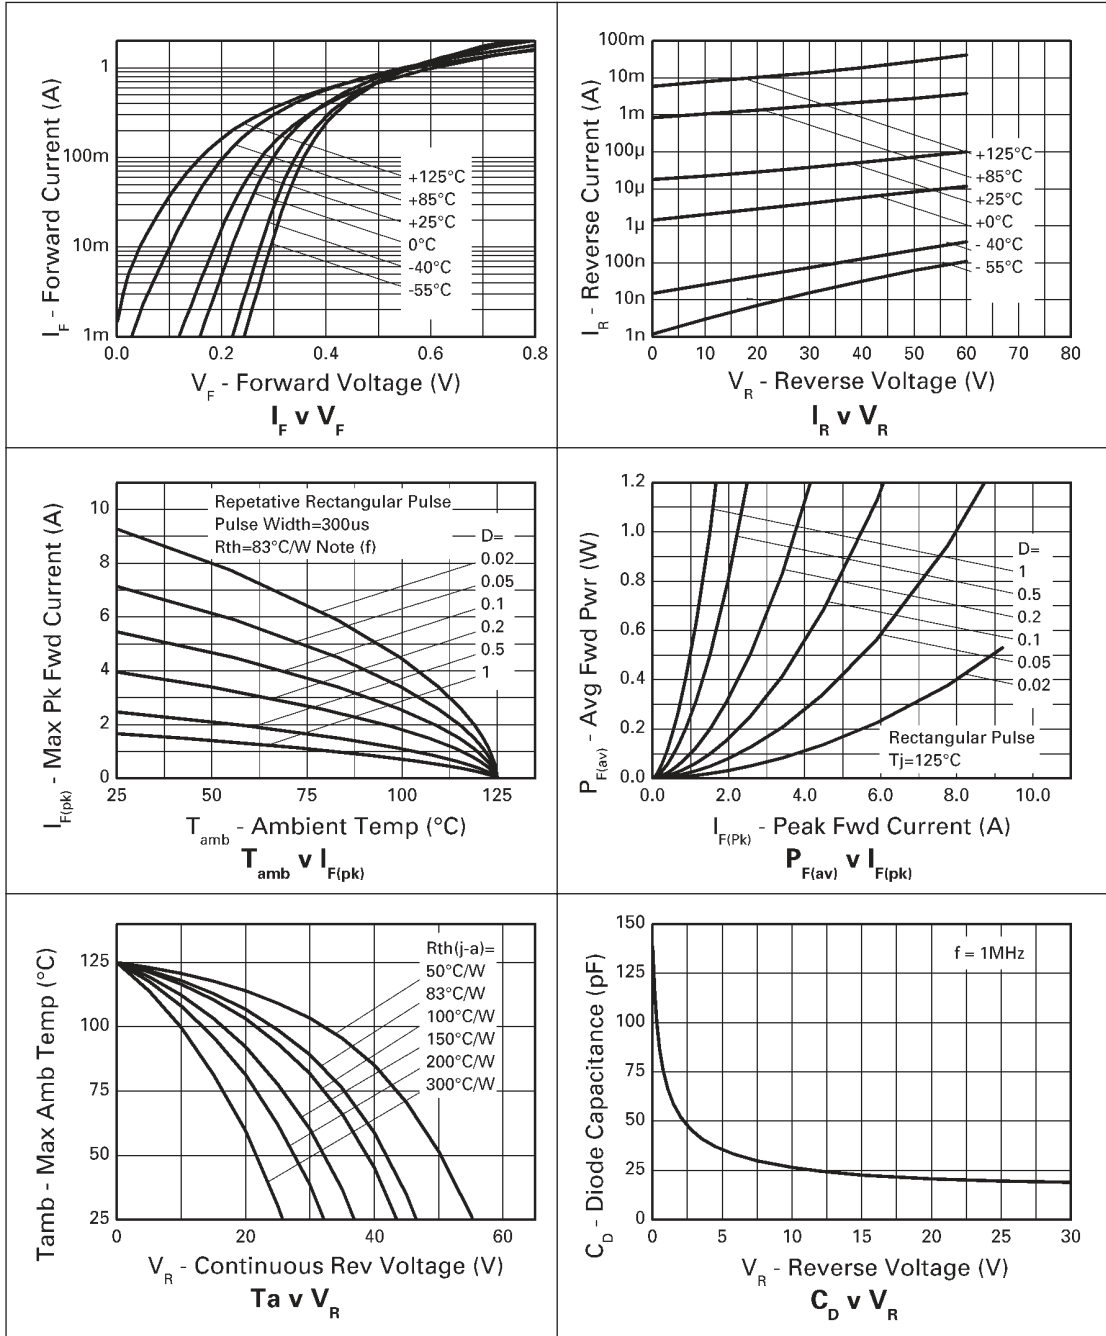 I_F - Forward Current (A)
1
100m
10m
1m
+125°C
+85°C
+25°C
0°C
-40°C
-55°C
0.0 0.2 0.4 0.6 0.8
V_F - Forward Voltage (V)
I_F v V_F
I_R - Reverse Current (A)
100m
10m
1m
100µ
10µ
1µ
100n
10n
1n
+125°C
+85°C
+25°C
+0°C
- 40°C
- 55°C
0 10 20 30 40 50 60 70 80
V_R - Reverse Voltage (V)
I_R v V_R
I_F(pk) - Max Pk Fwd Current (A)
10
8
6
4
2
0
Repetative Rectangular Pulse
Pulse Width=300us
Rth=83°C/W Note (f)
D=
0.02
0.05
0.1
0.2
0.5
1
25 50 75 100 125
T_amb - Ambient Temp (°C)
T_amb v I_F(pk)
P_F(av) - Avg Fwd Pwr (W)
1.2
1.0
0.8
0.6
0.4
0.2
0.0
D=
1
0.5
0.2
0.1
0.05
0.02
Rectangular Pulse
Tj=125°C
0.0 2.0 4.0 6.0 8.0 10.0
I_F(Pk) - Peak Fwd Current (A)
P_F(av) v I_F(pk)
Tamb - Max Amb Temp (°C)
125
100
75
50
25
Rth(j-a)=
50°C/W
83°C/W
100°C/W
150°C/W
200°C/W
300°C/W
0 20 40 60
V_R - Continuous Rev Voltage (V)
Ta v V_R
C_D - Diode Capacitance (pF)
150
125
100
75
50
25
0
f = 1MHz
0 5 10 15 20 25 30
V_R - Reverse Voltage (V)
C_D v V_R